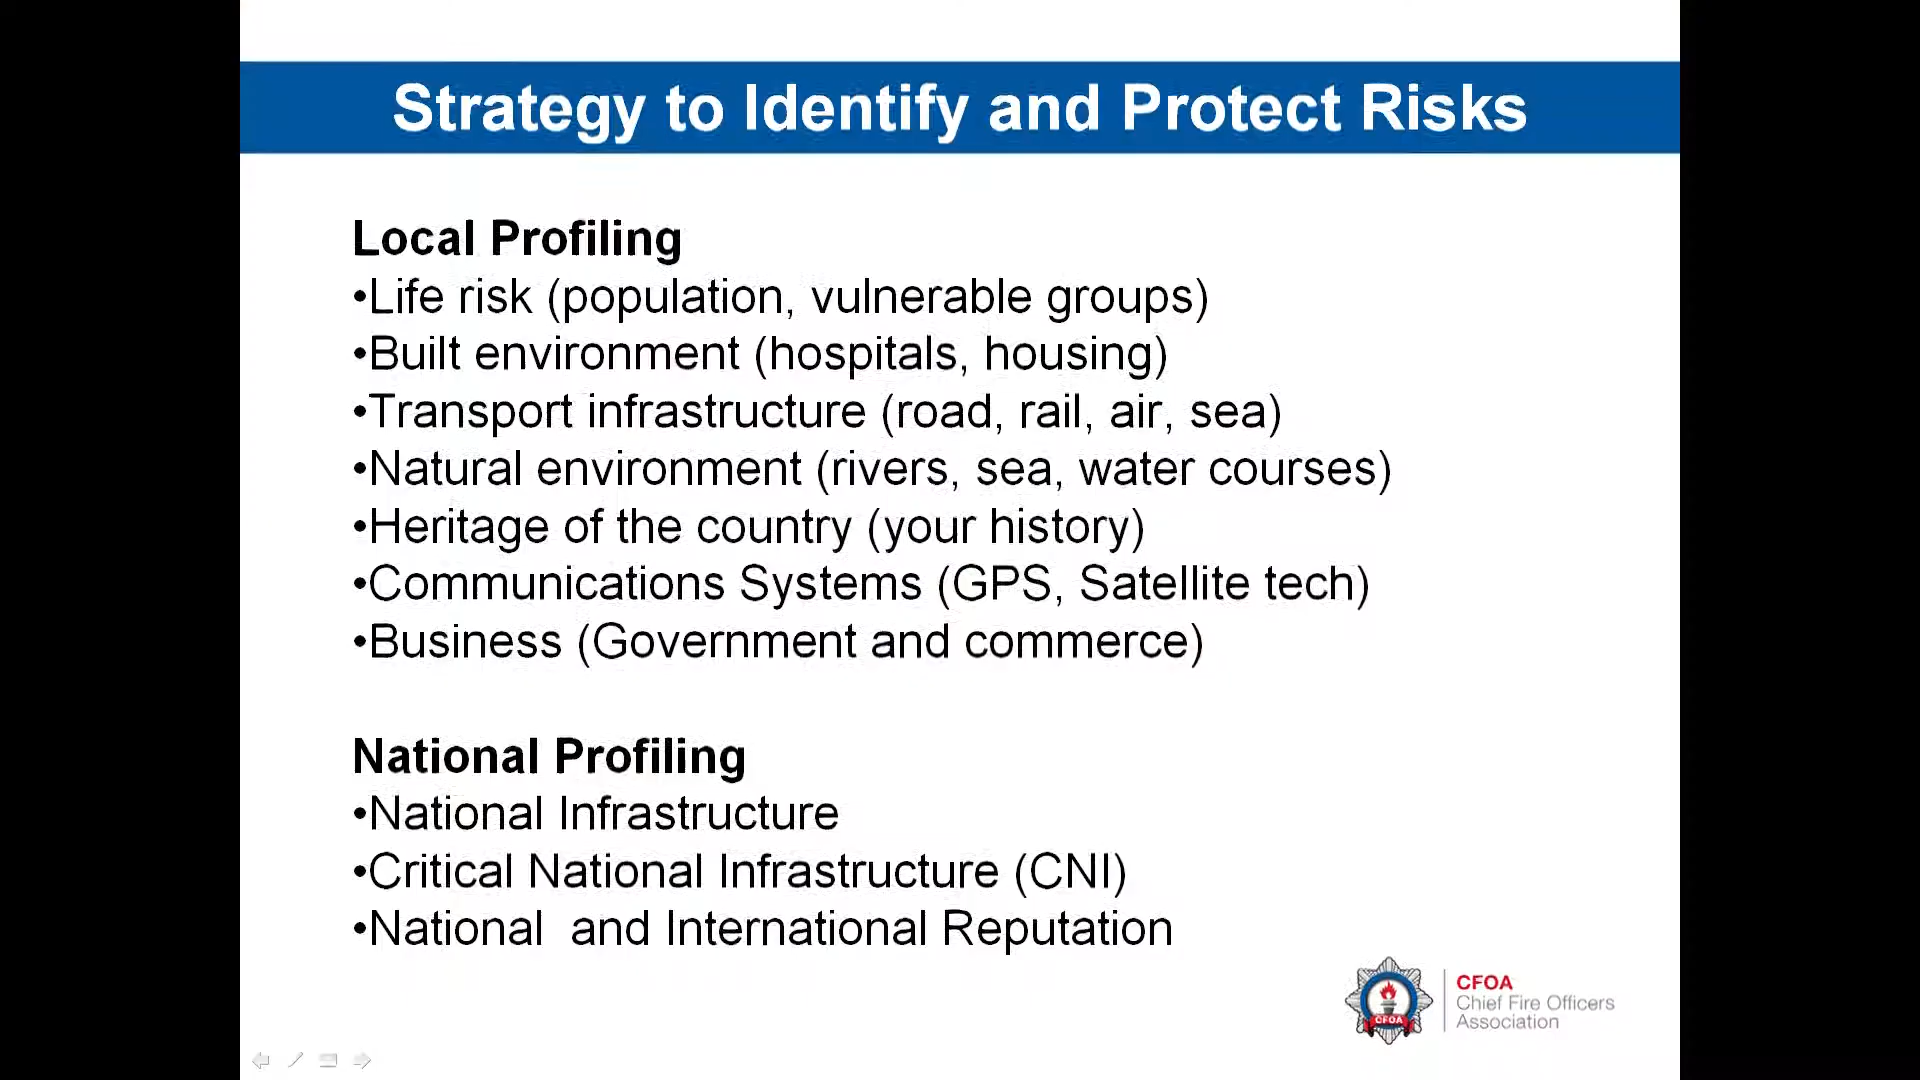 Strategy to Identify and Protect Risks
Local Profiling
•Life risk (population, vulnerable groups)
•Built environment (hospitals, housing)
•Transport infrastructure (road, rail, air, sea)
•Natural environment (rivers, sea, water courses)
•Heritage of the country (your history)
•Communications Systems (GPS, Satellite tech)
•Business (Government and commerce)
National Profiling
•National Infrastructure
•Critical National Infrastructure (CNI)
•National  and International Reputation
CFOA
CFOA
Chief Fire Officers
Association